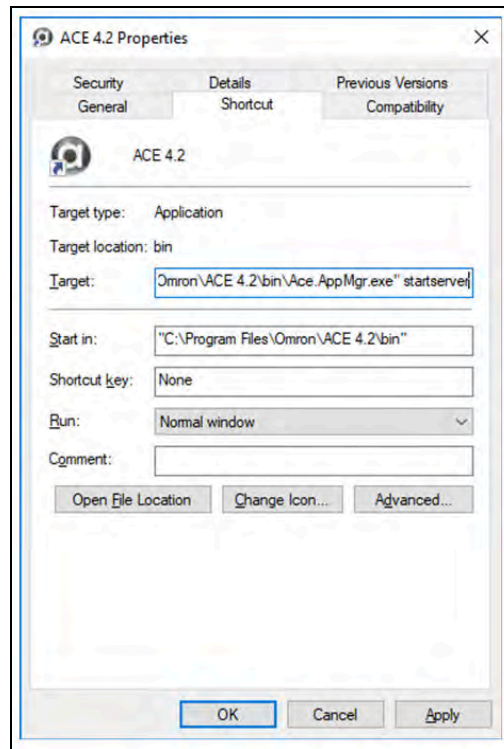 ACE 4.2 Properties
Security Details Previous Versions
General Shortcut Compatibility
ACE 4.2
Target type: Application
Target location: bin
Target: Omron\ACE 4.2\bin\Ace.AppMgr.exe" startserver
Start in: "C:\Program Files\Omron\ACE 4.2\bin"
Shortcut key: None
Run: Normal window
Comment:
Open File Location Change Icon... Advanced...
OK Cancel Apply